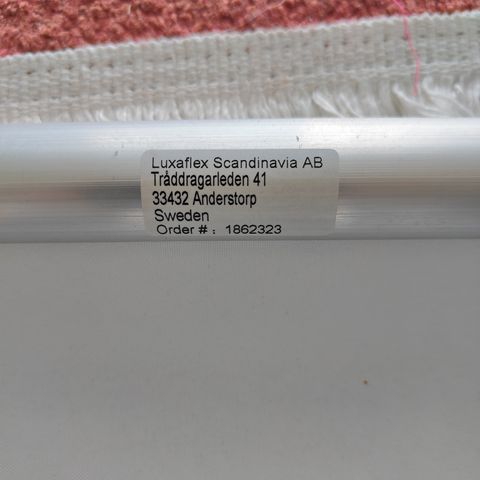 Luxaflex Scandinavia AB
Tråddragarleden 41
33432 Anderstorp
Sweden
Order # : 1862323